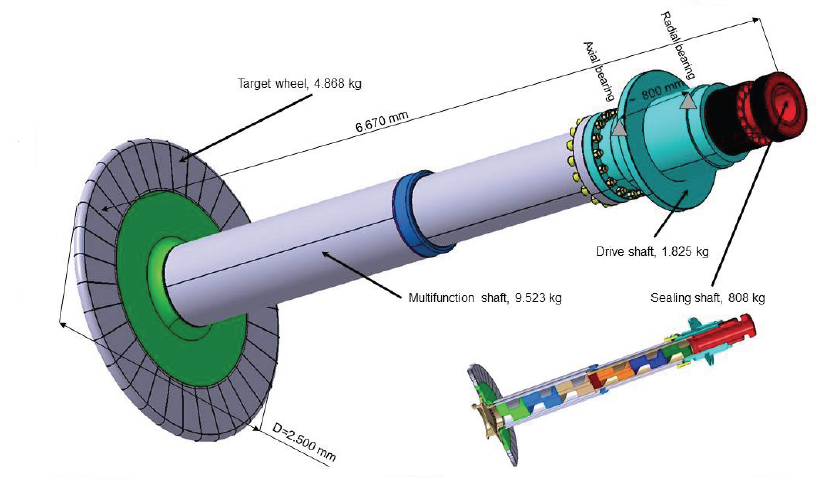 Radial bearing
Axial bearing
800 mm
Target wheel, 4.868 kg
6.670 mm
Drive shaft, 1.825 kg
Multifunction shaft, 9.523 kg
Sealing shaft, 808 kg
D=2.500 mm